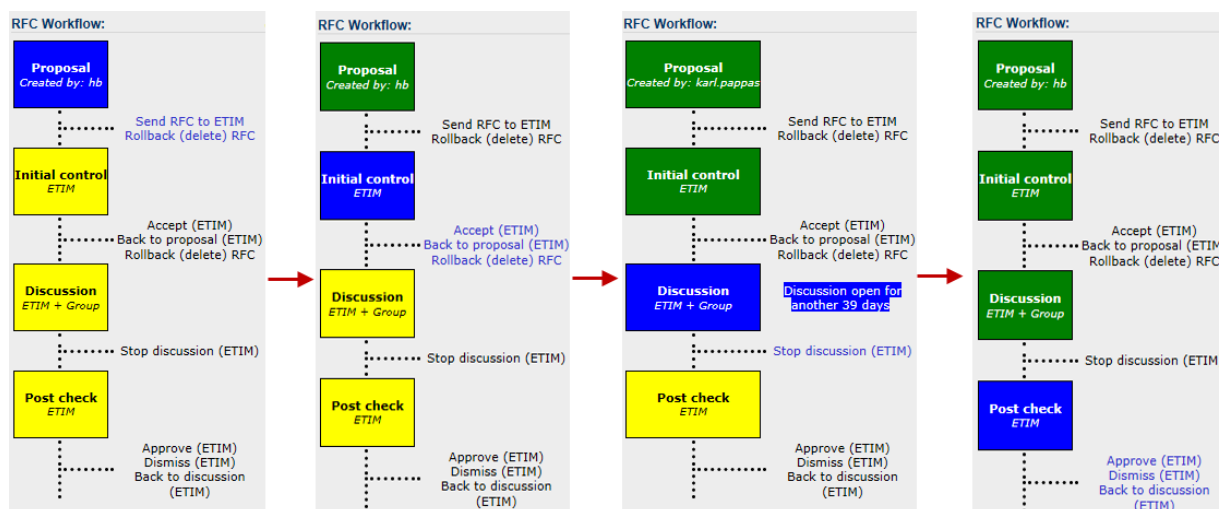 RFC Workflow:
Proposal
Created by: hb
Send RFC to ETIM
Rollback (delete) RFC
Initial control
ETIM
Accept (ETIM)
Back to proposal (ETIM)
Rollback (delete) RFC
Discussion
ETIM + Group
Stop discussion (ETIM)
Post check
ETIM
Approve (ETIM)
Dismiss (ETIM)
Back to discussion
(ETIM)
RFC Workflow:
Proposal
Created by: hb
Send RFC to ETIM
Rollback (delete) RFC
Initial control
ETIM
Accept (ETIM)
Back to proposal (ETIM)
Rollback (delete) RFC
Discussion
ETIM + Group
Stop discussion (ETIM)
Post check
ETIM
Approve (ETIM)
Dismiss (ETIM)
Back to discussion
(ETIM)
RFC Workflow:
Proposal
Created by: karl.pappas
Send RFC to ETIM
Rollback (delete) RFC
Initial control
ETIM
Accept (ETIM)
Back to proposal (ETIM)
Rollback (delete) RFC
Discussion
ETIM + Group
Discussion open for
another 39 days
Stop discussion (ETIM)
Post check
ETIM
Approve (ETIM)
Dismiss (ETIM)
Back to discussion
(ETIM)
RFC Workflow:
Proposal
Created by: hb
Send RFC to ETIM
Rollback (delete) RFC
Initial control
ETIM
Accept (ETIM)
Back to proposal (ETIM
Rollback (delete) RFC
Discussion
ETIM + Group
Stop discussion (ETIM
Post check
ETIM
Approve (ETIM)
Dismiss (ETIM)
Back to discussion
(ETIM)